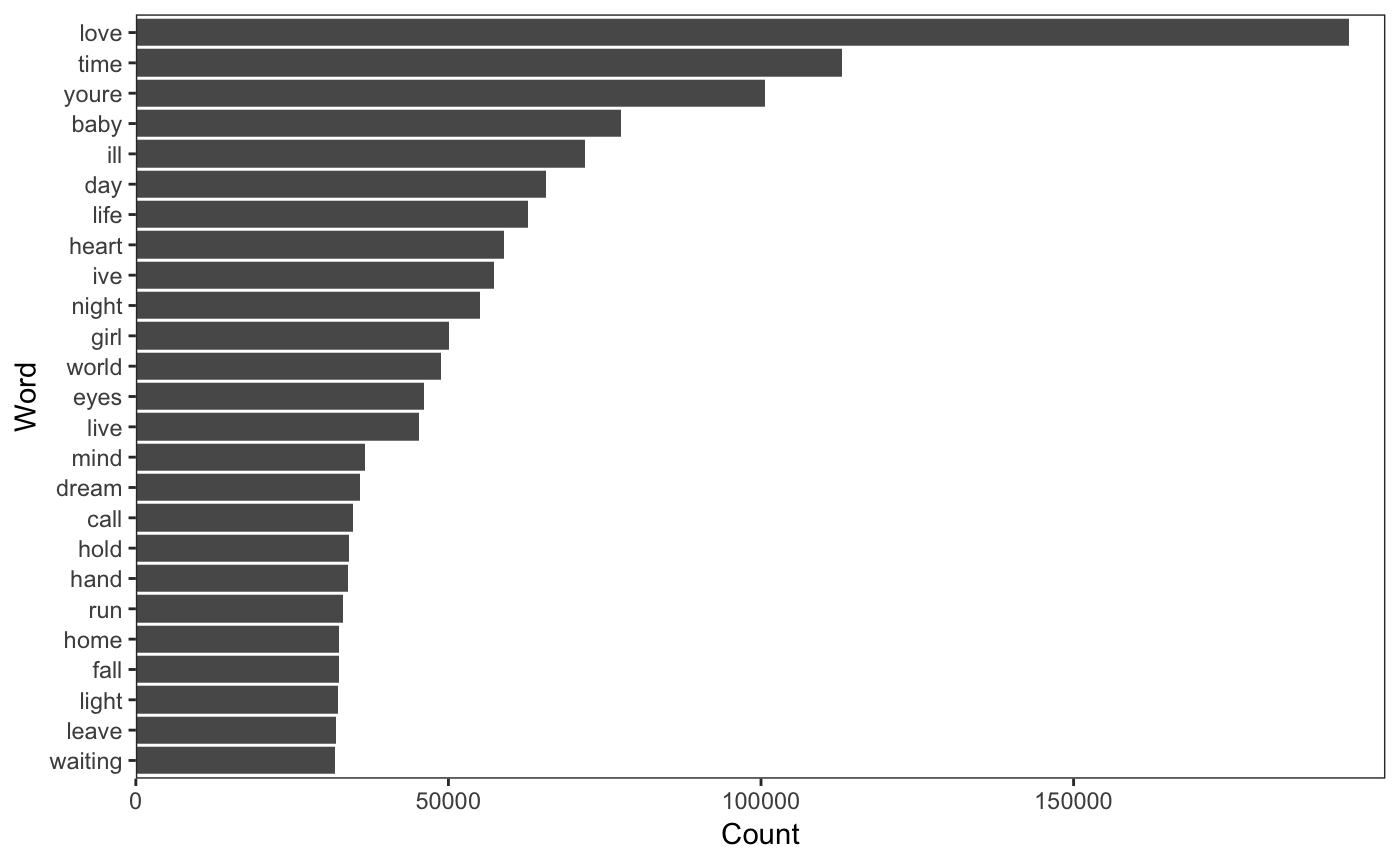 love
time
youre
baby
ill
day
life
heart
ive
night
girl
world
eyes
live
mind
dream
call
hold
hand
run
home
fall
light
leave
waiting
Word
0 50000 100000 150000
Count